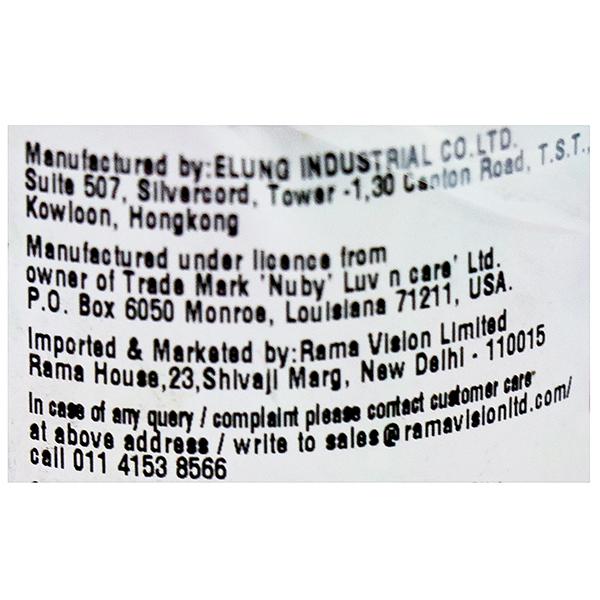 Manufactured by:ELUNG INDUSTRIAL CO.LTD.
Suite 507, Silvercord, Tower -1,30 Canton Road, T.S.T.,
Kowloon, Hongkong
Manufactured under licence from
owner of Trade Mark 'Nuby' Luv n care' Ltd.
P.O. Box 6050 Monroe, Louisiana 71211, USA.
Imported & Marketed by:Rama Vision Limited
Rama House,23,Shivaji Marg, New Delhi - 110015
In case of any query / complaint please contact customer care
at above address / write to sales@ramavisionltd.com/
call 011 4153 8566